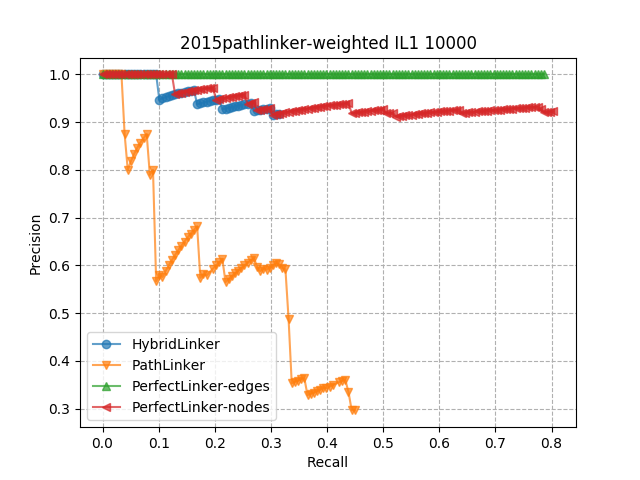 2015pathlinker-weighted IL1 10000
Precision
1.0
0.9
0.8
0.7
0.6
0.5
0.4
0.3
HybridLinker
PathLinker
PerfectLinker-edges
PerfectLinker-nodes
0.0 0.1 0.2 0.3 0.4 0.5 0.6 0.7 0.8
Recall